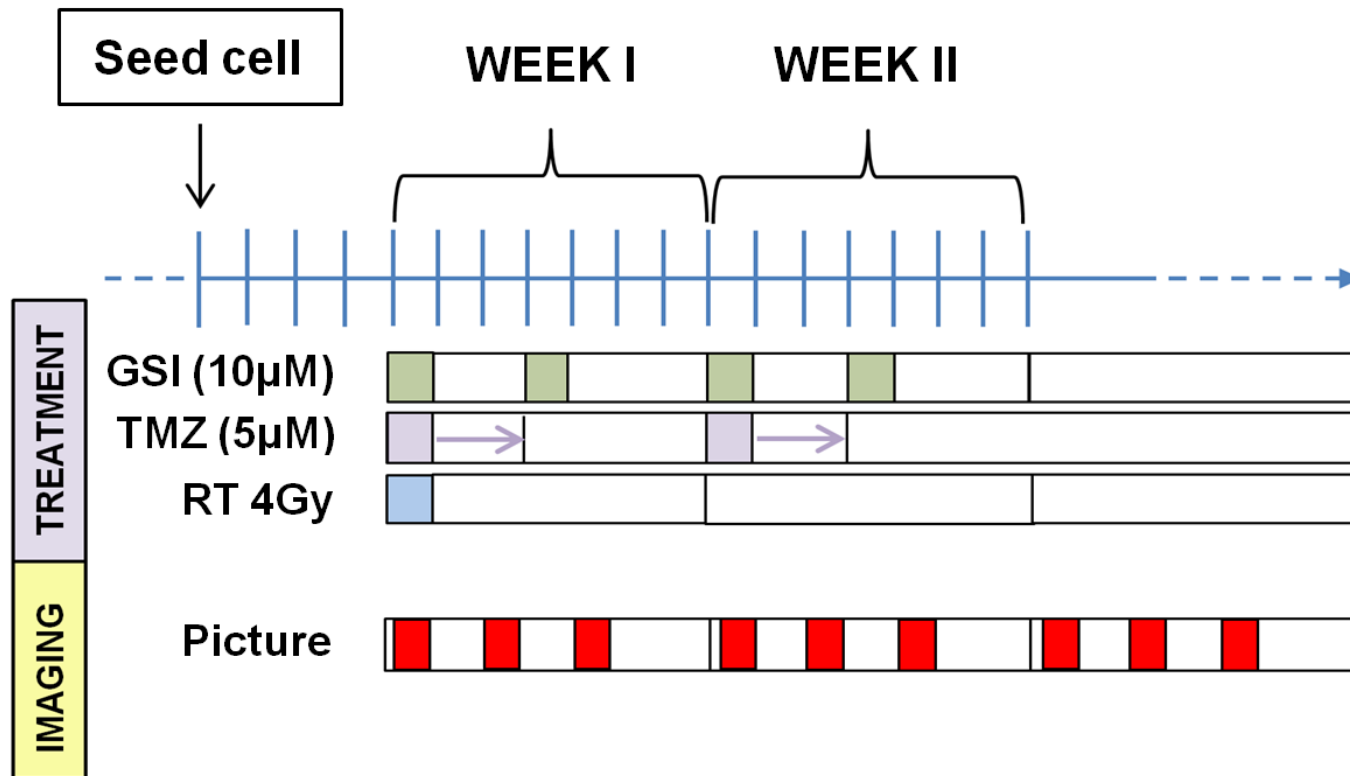 Seed cell
WEEK I
WEEK II
TREATMENT
GSI (10µM)
TMZ (5µM)
RT 4Gy
IMAGING
Picture